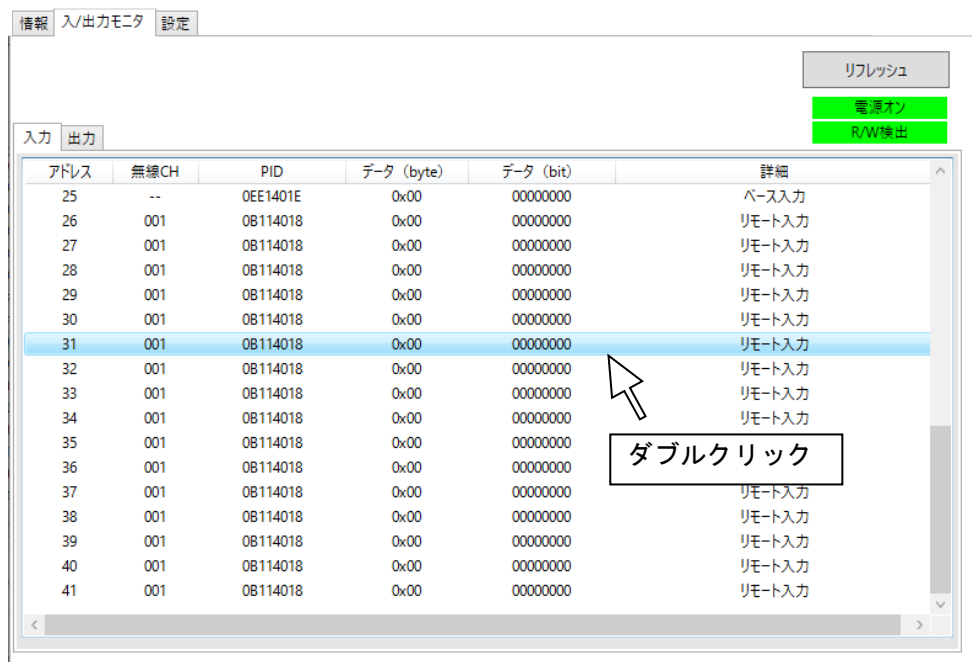 情報 入/出力モニタ 設定
リフレッシュ
電源オン
R/W検出
入力 出力
アドレス 無線CH PID データ (byte) データ (bit) 詳細
25 -- 0EE1401E 0x00 00000000 ベース入力
26 001 0B114018 0x00 00000000 リモート入力
27 001 0B114018 0x00 00000000 リモート入力
28 001 0B114018 0x00 00000000 リモート入力
29 001 0B114018 0x00 00000000 リモート入力
30 001 0B114018 0x00 00000000 リモート入力
31 001 0B114018 0x00 00000000 リモート入力
32 001 0B114018 0x00 00000000 リモート入力
33 001 0B114018 0x00 00000000 リモート入力
34 001 0B114018 0x00 00000000 リモート入力
35 001 0B114018 0x00 00000000
36 001 0B114018 0x00 00000000
ダブルクリック
37 001 0B114018 0x00 00000000 リモート入力
38 001 0B114018 0x00 00000000 リモート入力
39 001 0B114018 0x00 00000000 リモート入力
40 001 0B114018 0x00 00000000 リモート入力
41 001 0B114018 0x00 00000000 リモート入力